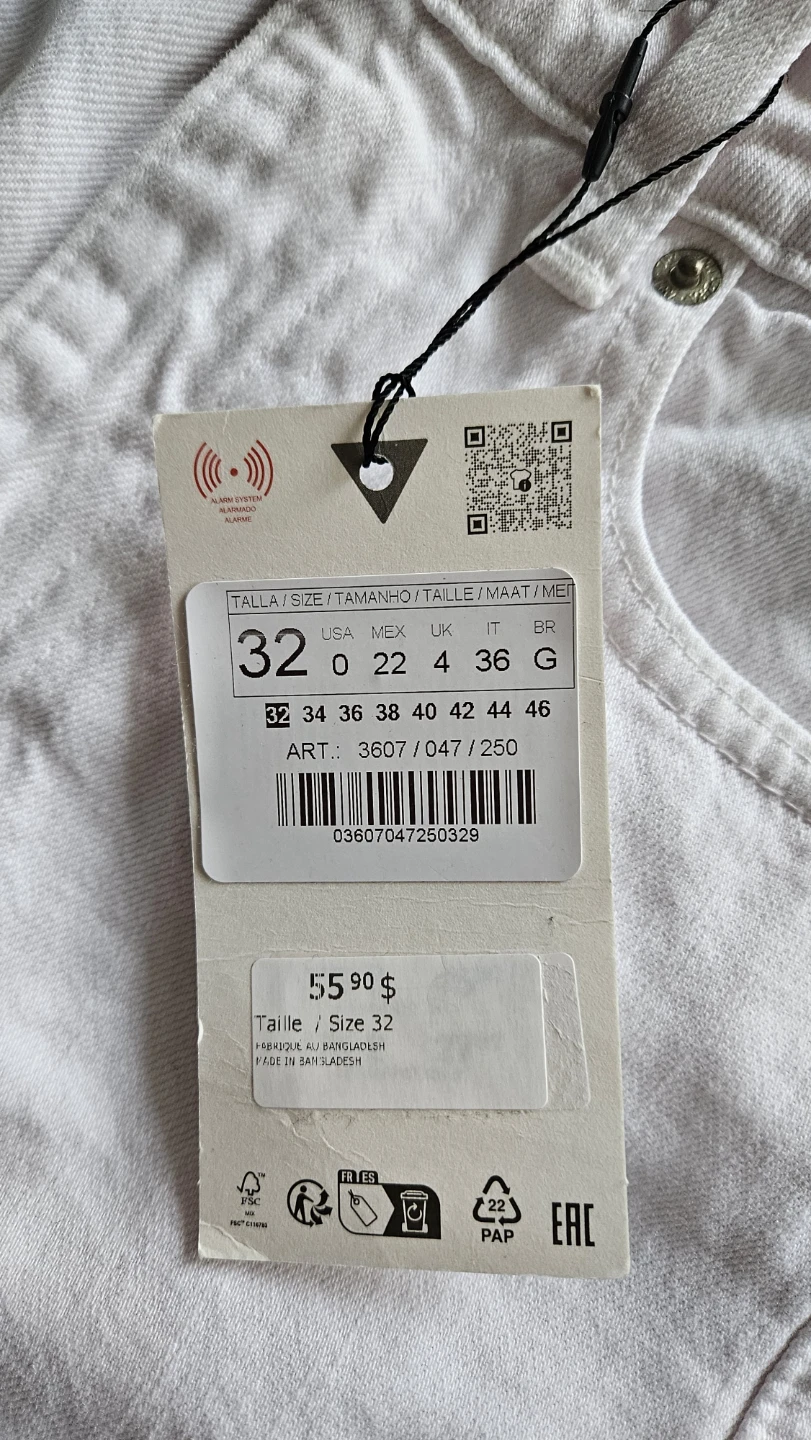 ALARM SYSTEM
ALARMADO
ALARME
TALLA / SIZE / TAMANHO / TAILLE / MAAT /
32
USA MEX UK IT BR
0 22 4 36 G
32 34 36 38 40 42 44 46
ART.: 3607 / 047 / 250
03607047250329
55 90 $
Taille / Size 32
FABRIQUÉ AU BANGLADESH
MADE IN BANGLADESH
FR ES
FSC™
MIX
22
PAP
EAC